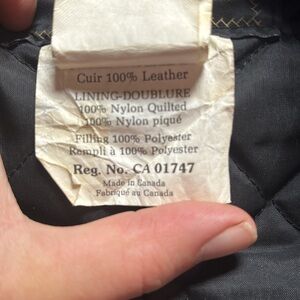 Cuir 100% Leather
LINING-DOUBLURE
100% Nylon Quilted
100% Nylon piqué
Filling 100% Polyester
Rempli à 100% Polyester
Reg. No. CA 01747
Made in Canada
Fabriqué au Canada